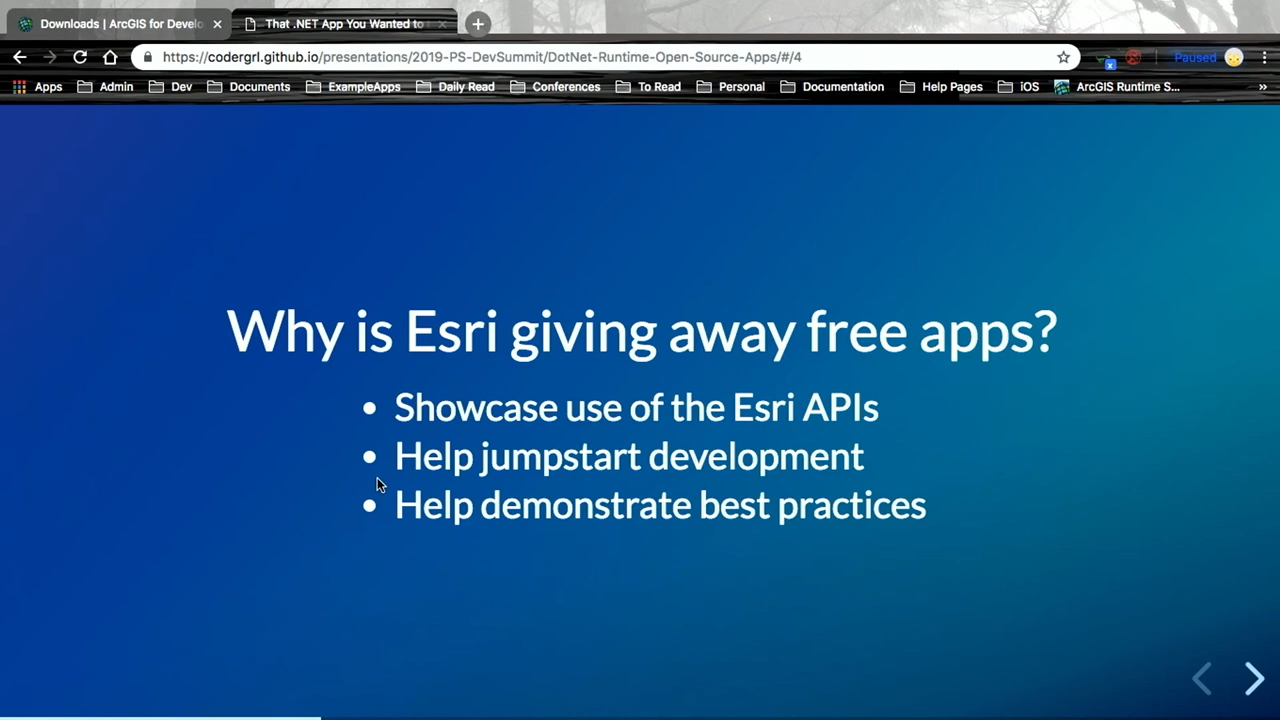 Downloads | ArcGIS for Develo
That .NET App You Wanted to
https://codergrl.github.io/presentations/2019-PS-DevSummit/DotNet-Runtime-Open-Source-Apps/#/4
Paused
Apps
Admin
Dev
Documents
ExampleApps
Daily Read
Conferences
To Read
Personal
Documentation
Help Pages
iOS
ArcGIS Runtime S...
Why is Esri giving away free apps?
• Showcase use of the Esri APIs
• Help jumpstart development
• Help demonstrate best practices